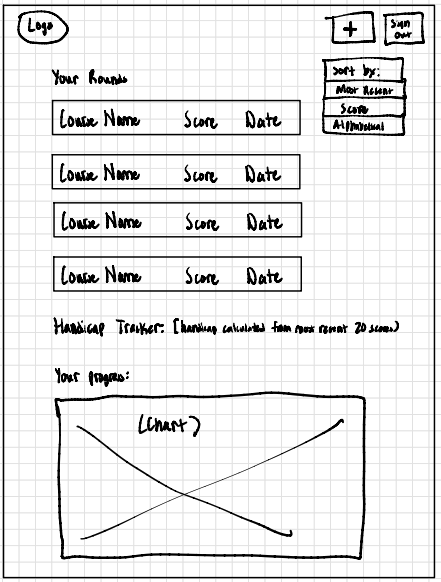 Logo
+
Sign Out
Your Rounds
Sort by:
Most Recent
Score
Alphabetical
Course Name Score Date
Course Name Score Date
Course Name Score Date
Course Name Score Date
Handicap Tracker: (handicap calculated from most recent 20 scores)
Your progress:
(Chart)